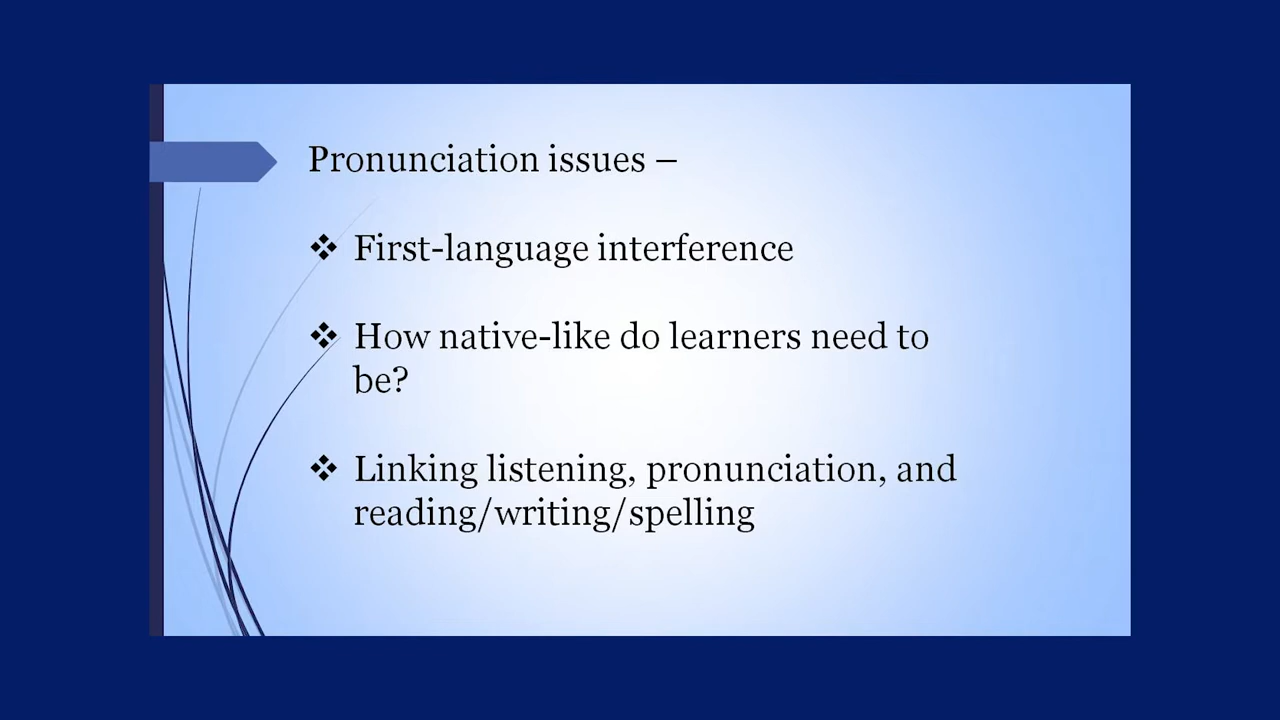 Pronunciation issues –
❖ First-language interference
❖ How native-like do learners need to
be?
❖ Linking listening, pronunciation, and
reading/writing/spelling